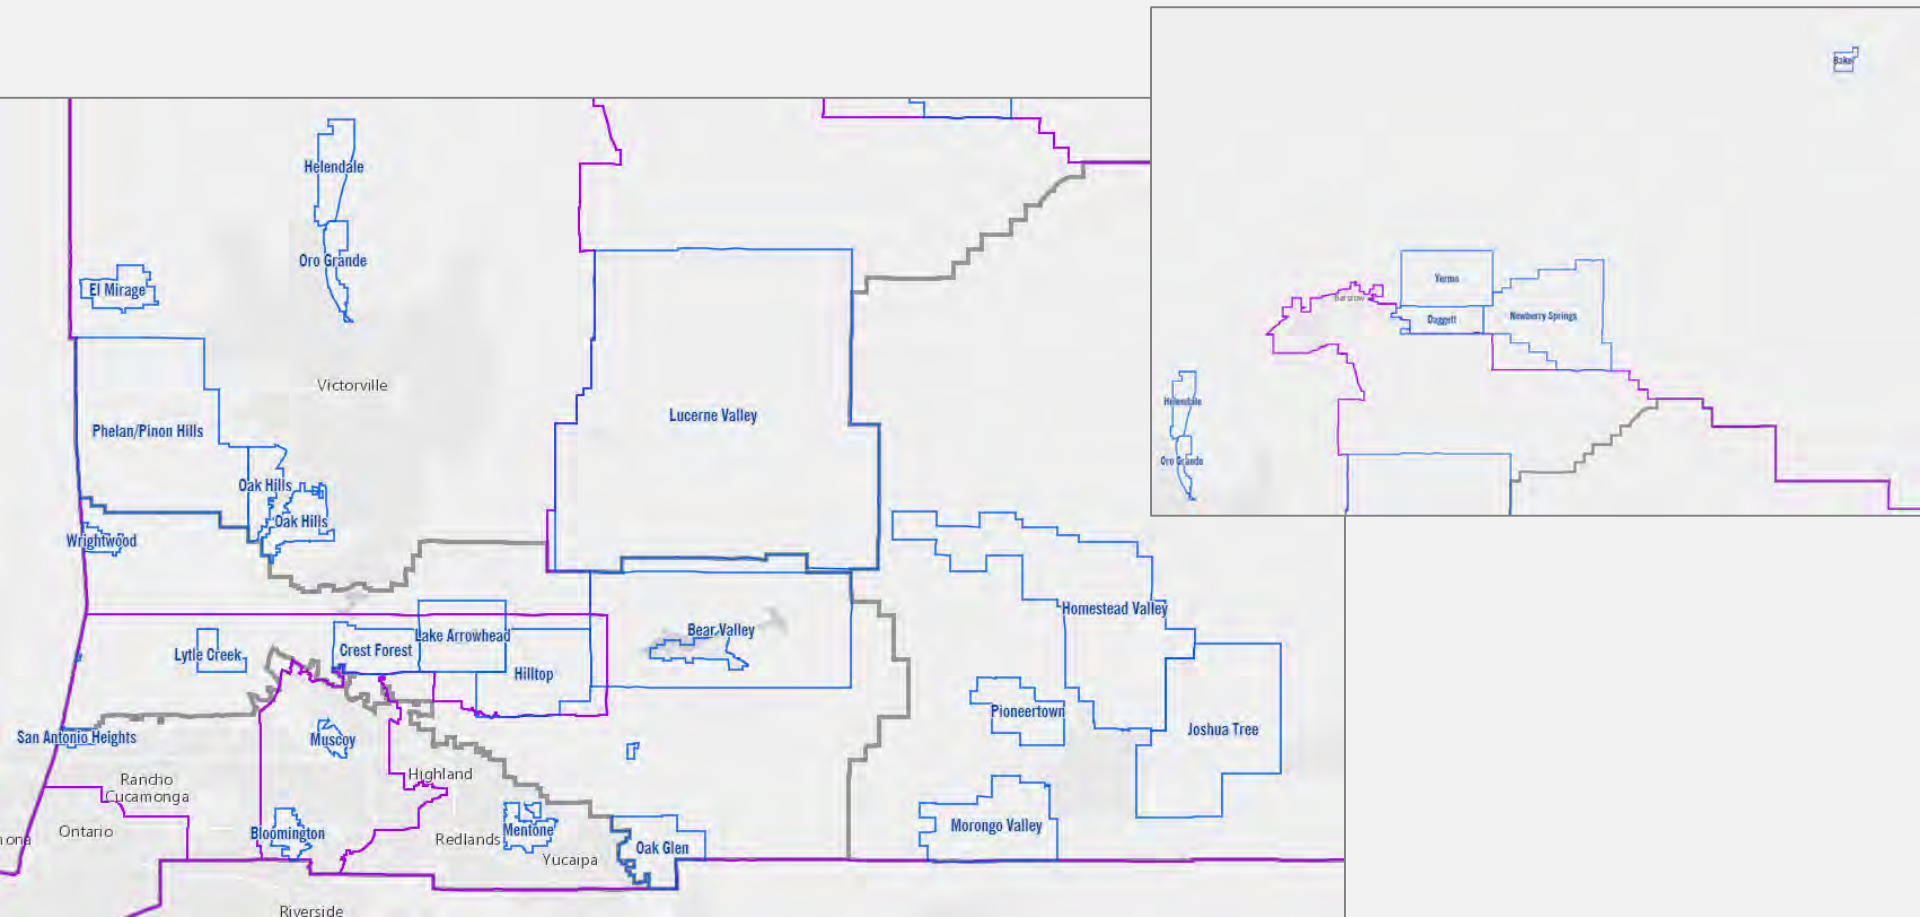 Baker
Helendale
Yermo
Barstow
El Mirage
Oro Grande
Daggett
Newberry Springs
Victorville
Helendale
Lucerne Valley
Phelan/Pinon Hills
Oro Grande
Oak Hills
Oak Hills
Wrightwood
Homestead Valley
Lake Arrowhead
Bear Valley
Crest Forest
Lytle Creek
Hilltop
Pioneertown
Joshua Tree
San Antonio Heights
Muscoy
Highland
Rancho
Cucamonga
Ontario
Bloomington
Mentone
Morongo Valley
Redlands
Oak Glen
Yucaipa
Riverside